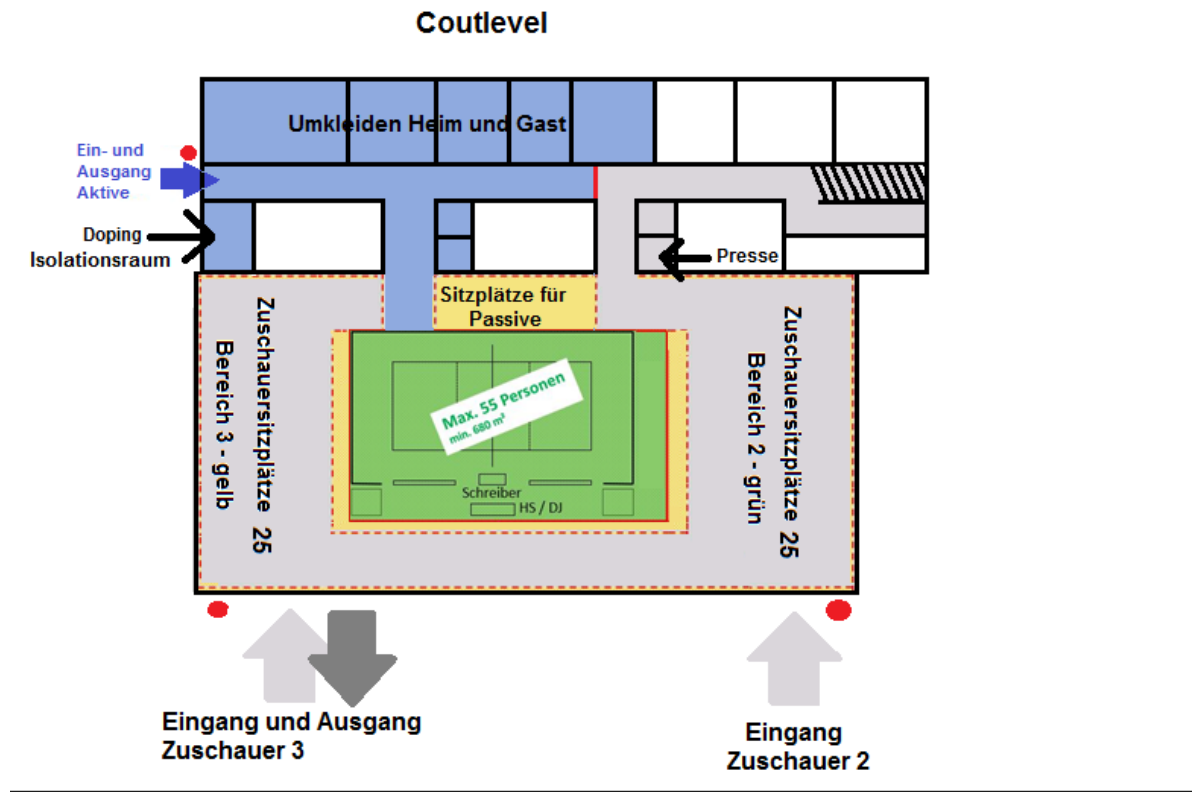 Coutlevel
Umkleiden Heim und Gast
Ein- und
Ausgang
Aktive
Doping
Isolationsraum
Presse
Sitzplätze für
Passive
Zuschauersitzplätze 25
Bereich 3 - gelb
Max. 55 Personen
min. 680 m²
Schreiber
HS / DJ
Zuschauersitzplätze 25
Bereich 2 - grün
Eingang und Ausgang
Zuschauer 3
Eingang
Zuschauer 2